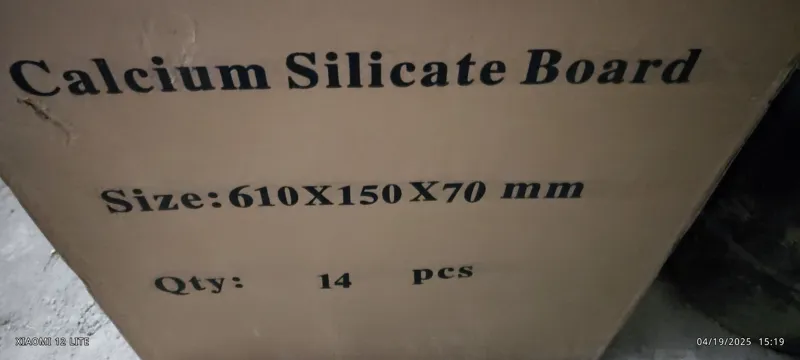 Calcium Silicate Board
Size:610X150X70 mm
Qty: 14 pcs
XIAOMI 12 LITE
04/19/2025 15:19